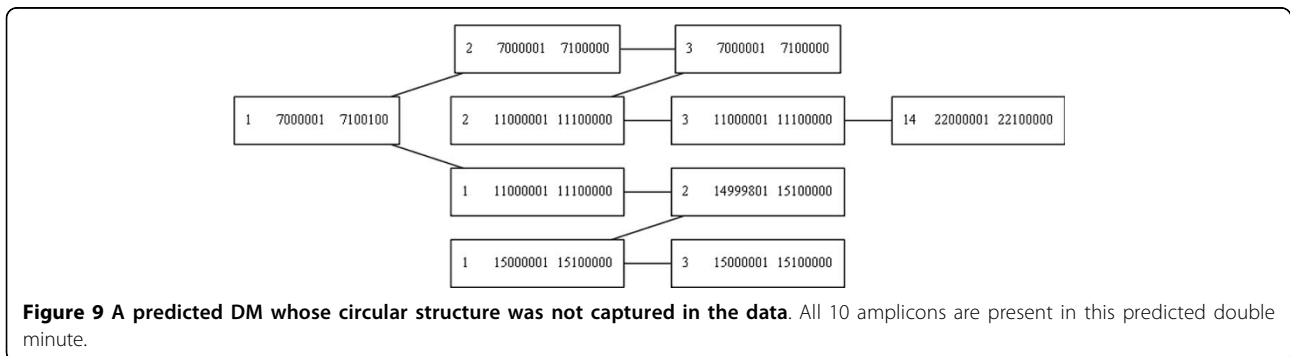 2 7000001 7100000
3 7000001 7100000
1 7000001 7100100
2 11000001 11100000
3 11000001 11100000
14 22000001 22100000
1 11000001 11100000
2 14999801 15100000
1 15000001 15100000
3 15000001 15100000
Figure 9 A predicted DM whose circular structure was not captured in the data. All 10 amplicons are present in this predicted double
minute.